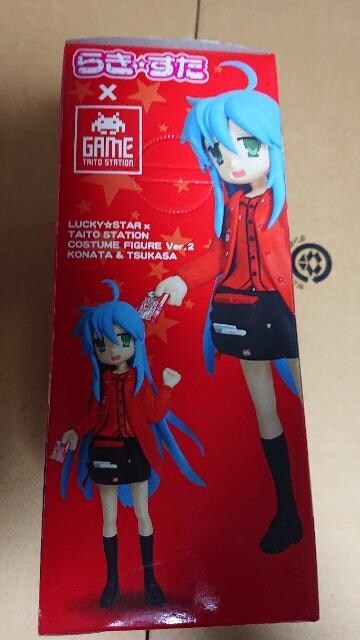 らき☆すた
×
GAME
TAITO STATION
LUCKY☆STAR ×
TAITO STATION
COSTUME FIGURE Ver.2
KONATA & TSUKASA